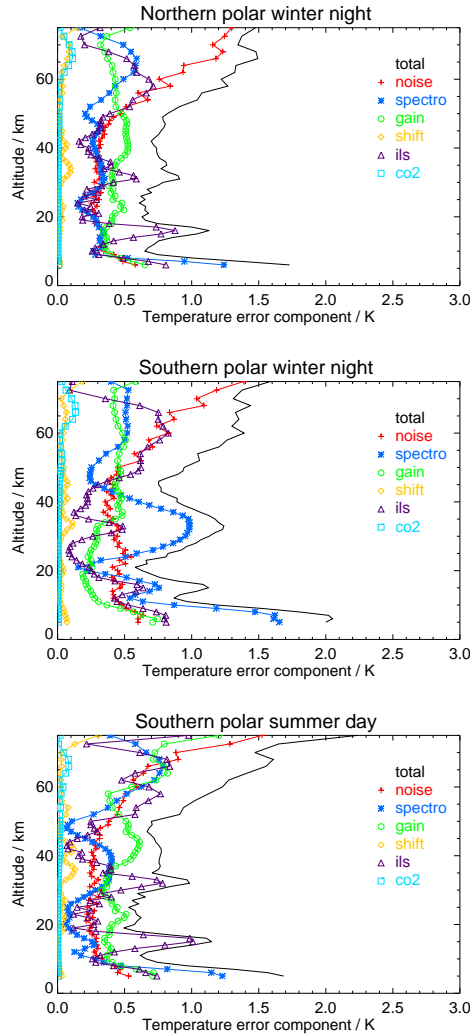 Northern polar winter night
Altitude / km
60
40
20
0
total
noise
spectro
gain
shift
ils
co2
0.0 0.5 1.0 1.5 2.0 2.5 3.0
Temperature error component / K
Southern polar winter night
Altitude / km
60
40
20
0
total
noise
spectro
gain
shift
ils
co2
0.0 0.5 1.0 1.5 2.0 2.5 3.0
Temperature error component / K
Southern polar summer day
Altitude / km
60
40
20
0
total
noise
spectro
gain
shift
ils
co2
0.0 0.5 1.0 1.5 2.0 2.5 3.0
Temperature error component / K